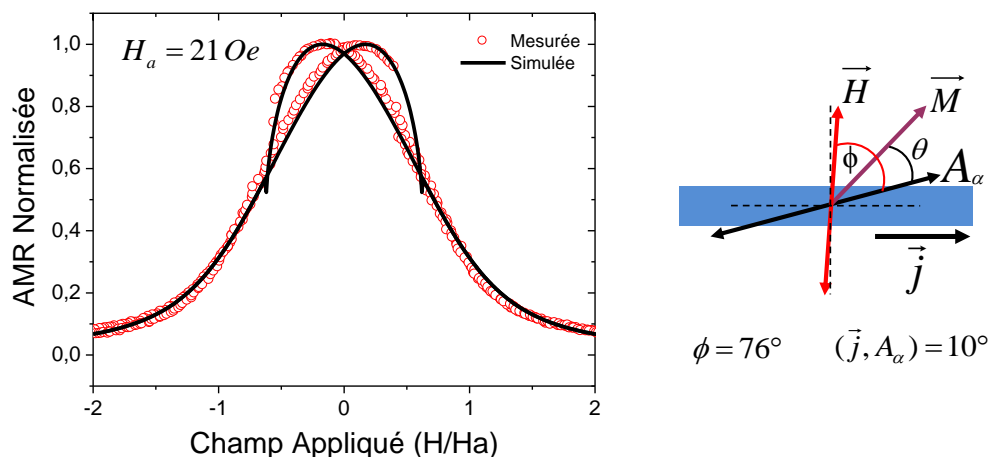 H_a = 21 Oe
Mesurée
Simulée
AMR Normalisée
1,0
0,8
0,6
0,4
0,2
0,0
-2
-1
0
1
2
Champ Appliqué (H/Ha)
H
M
ϕ
θ
A_α
j
ϕ = 76°
(j, A_α) = 10°